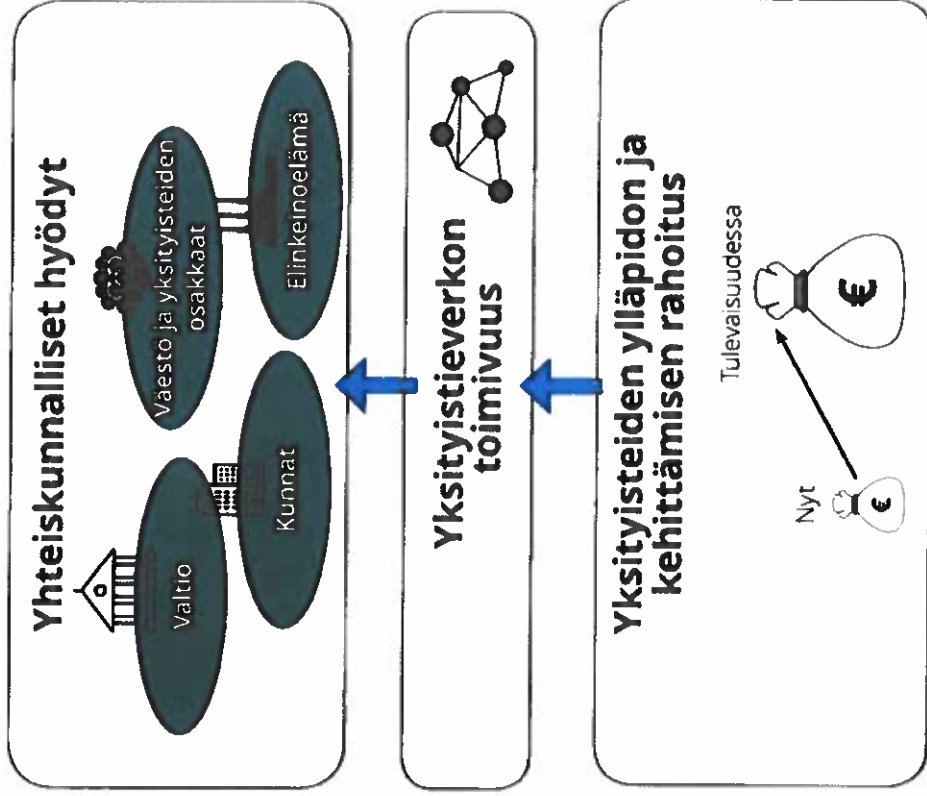 Yhteiskunnalliset hyödyt
Valtio
Väestö ja yksityisteiden
osakkaat
Kunnat
Elinkeinoelämä
Yksityistieverkon
toimivuus
Yksityisteiden ylläpidon ja
kehittämisen rahoitus
Nyt
€
Tulevaisuudessa
€